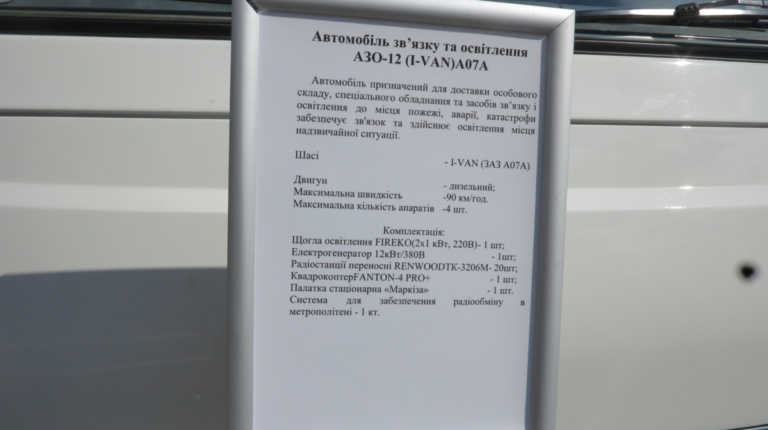 Автомобіль зв’язку та освітлення
АЗО-12 (I-VAN)А07А
Автомобіль призначений для доставки особового
складу, спеціального обладнання та засобів зв’язку і
освітлення до місця пожежі, аварії, катастрофи
забезпечує зв'язок та здійснює освітлення місця
надзвичайної ситуації.
Шасі - I-VAN (ЗАЗ А07А)
Двигун - дизельний;
Максимальна швидкість -90 км/год.
Максимальна кількість апаратів -4 шт.
Комплектація:
Щогла освітлення FIREKO(2х1 кВт, 220В)- 1 шт;
Електрогенератор 12кВт/380В - 1шт;
Радіостанції переносні RENWOODTK-3206M- 20шт;
КвадрокоптерFANTON-4 PRO+ - 1 шт;
Палатка стаціонарна «Маркіза» - 1 шт.
Система для забезпечення радіообміну в
метрополітені - 1 кт.